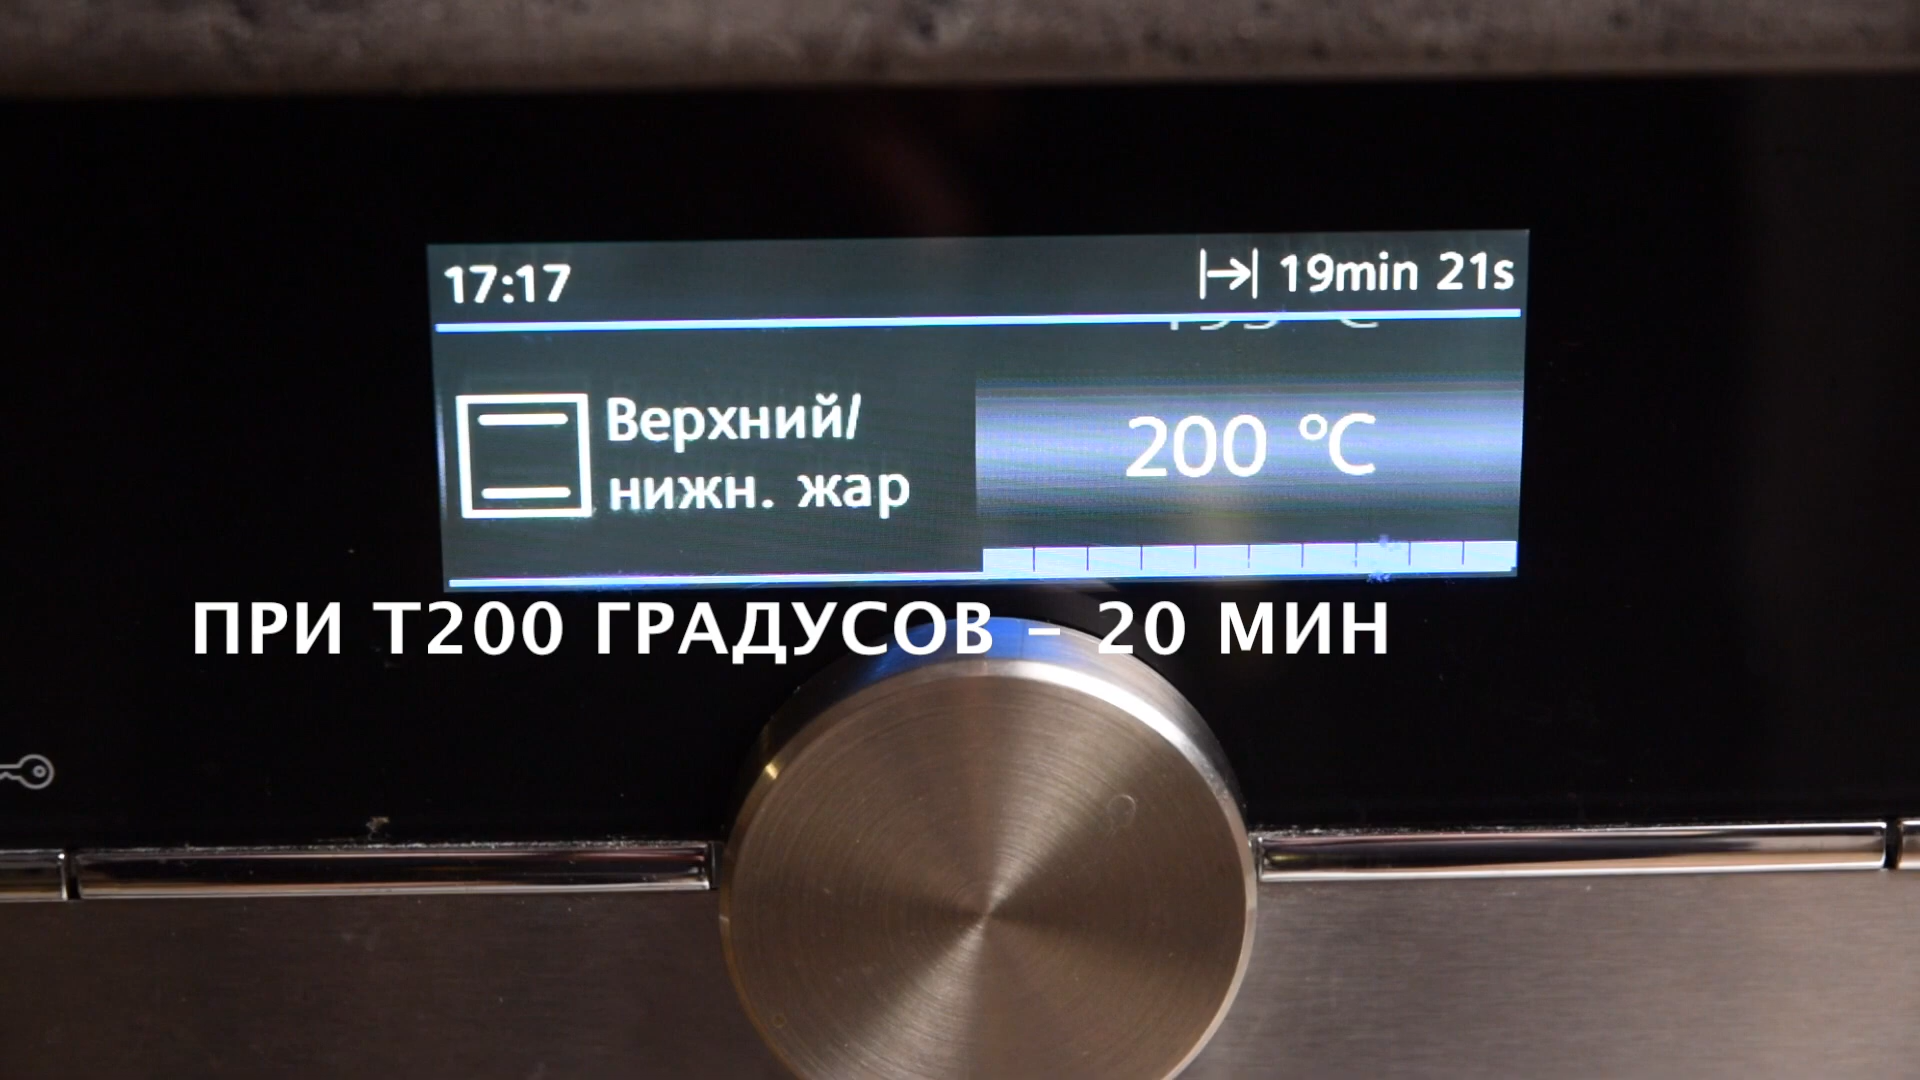 17:17
19min 21s
Верхний/
нижн. жар
200 °C
ПРИ Т200 ГРАДУСОВ - 20 МИН